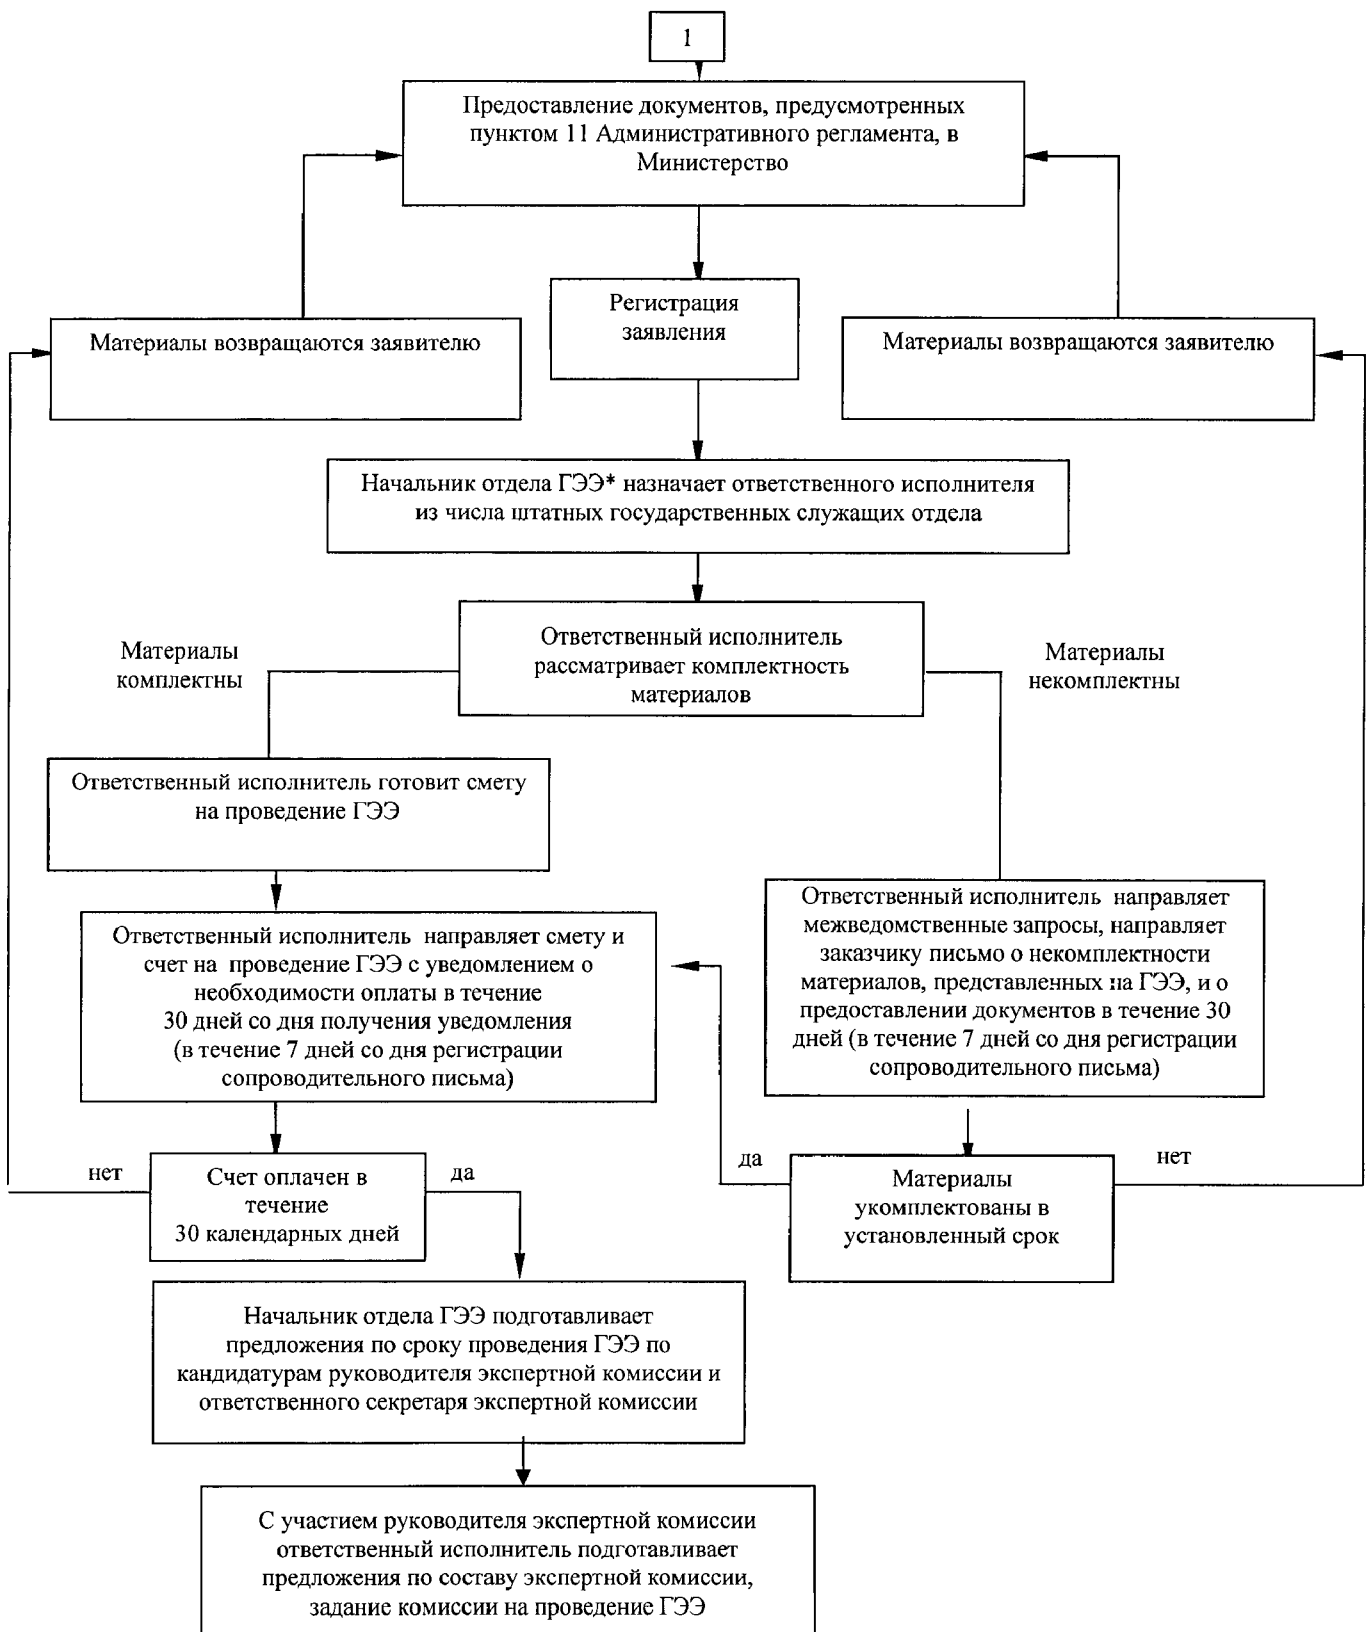 1
Предоставление документов, предусмотренных
пунктом 11 Административного регламента, в
Министерство
Регистрация
заявления
Материалы возвращаются заявителю
Материалы возвращаются заявителю
Начальник отдела ГЭЭ* назначает ответственного исполнителя
из числа штатных государственных служащих отдела
Ответственный исполнитель
рассматривает комплектность
материалов
Материалы
комплектны
Материалы
некомплектны
Ответственный исполнитель готовит смету
на проведение ГЭЭ
Ответственный исполнитель направляет смету и
счет на проведение ГЭЭ с уведомлением о
необходимости оплаты в течение
30 дней со дня получения уведомления
(в течение 7 дней со дня регистрации
сопроводительного письма)
Ответственный исполнитель направляет
межведомственные запросы, направляет
заказчику письмо о некомплектности
материалов, представленных на ГЭЭ, и о
предоставлении документов в течение 30
дней (в течение 7 дней со дня регистрации
сопроводительного письма)
нет
Счет оплачен в
течение
30 календарных дней
да
да
Материалы
укомплектованы в
установленный срок
нет
Начальник отдела ГЭЭ подготавливает
предложения по сроку проведения ГЭЭ по
кандидатурам руководителя экспертной комиссии и
ответственного секретаря экспертной комиссии
С участием руководителя экспертной комиссии
ответственный исполнитель подготавливает
предложения по составу экспертной комиссии,
задание комиссии на проведение ГЭЭ